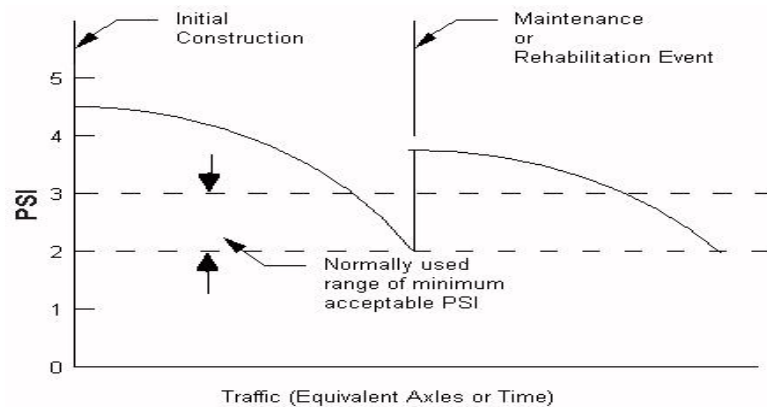 Initial
Construction
Maintenance
or
Rehabilitation Event
5
4
3
2
1
0
PSI
Normally used
range of minimum
acceptable PSI
Traffic (Equivalent Axles or Time)